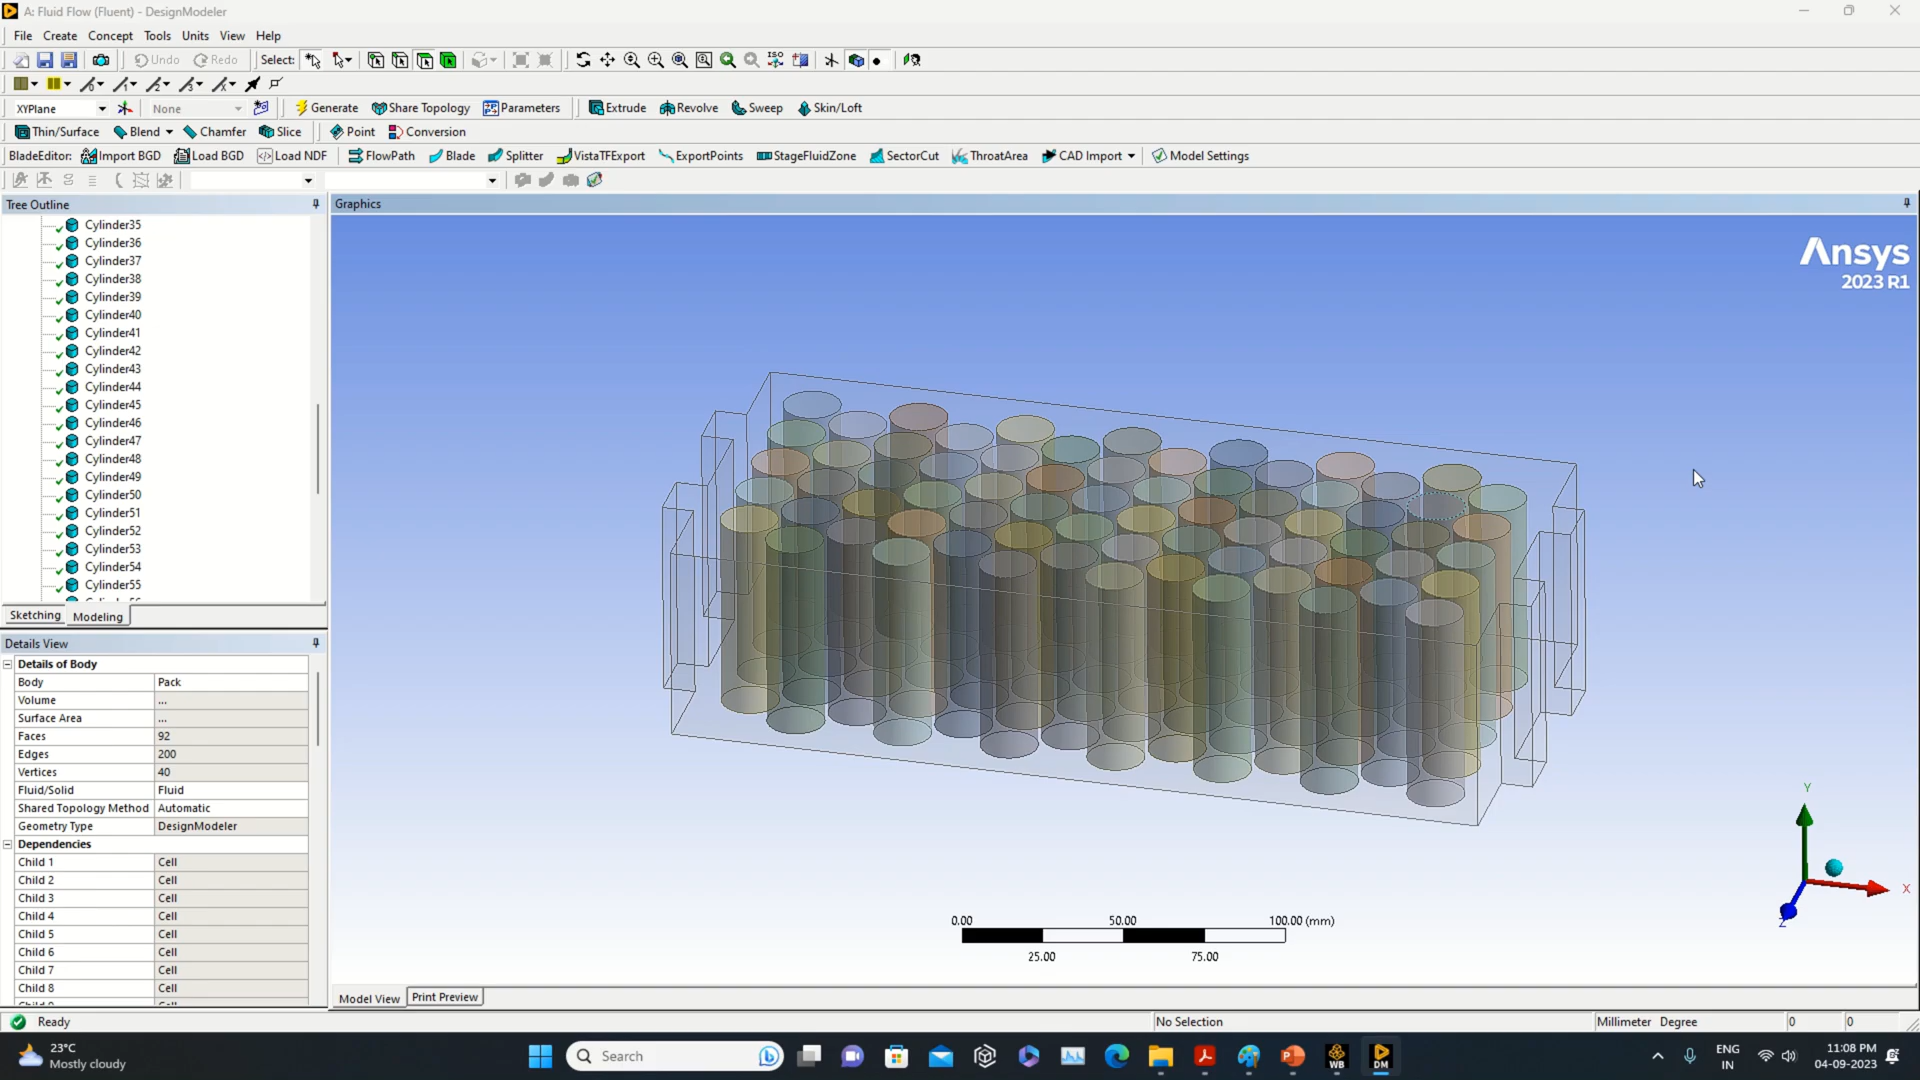 A: Fluid Flow (Fluent) - DesignModeler
File Create Concept Tools Units View Help
Undo Redo Select: ISO
XYPlane None Generate Share Topology Parameters Extrude Revolve Sweep Skin/Loft
Thin/Surface Blend Chamfer Slice Point Conversion
BladeEditor: Import BGD Load BGD Load NDF FlowPath Blade Splitter VistaTFExport ExportPoints StageFluidZone SectorCut ThroatArea CAD Import Model Settings
Tree Outline
Cylinder35
Cylinder36
Cylinder37
Cylinder38
Cylinder39
Cylinder40
Cylinder41
Cylinder42
Cylinder43
Cylinder44
Cylinder45
Cylinder46
Cylinder47
Cylinder48
Cylinder49
Cylinder50
Cylinder51
Cylinder52
Cylinder53
Cylinder54
Cylinder55
Sketching Modeling
Details View
Details of Body
Body Pack
Volume ...
Surface Area ...
Faces 92
Edges 200
Vertices 40
Fluid/Solid Fluid
Shared Topology Method Automatic
Geometry Type DesignModeler
Dependencies
Child 1 Cell
Child 2 Cell
Child 3 Cell
Child 4 Cell
Child 5 Cell
Child 6 Cell
Child 7 Cell
Child 8 Cell
Graphics
Ansys
2023 R1
Y
X
Z
0.00 50.00 100.00 (mm)
25.00 75.00
Model View Print Preview
Ready No Selection Millimeter Degree 0 0
23°C
Mostly cloudy
Search
WB
DM
ENG
IN
11:08 PM
04-09-2023